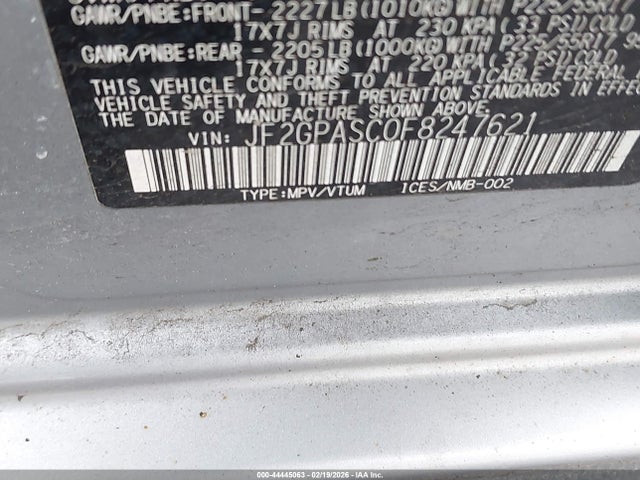 GAWR/PNBE:FRONT- 2227LB(1010KG)WITH P225/55R17
17X7J RIMS AT 230 KPA(33 PSI)COLD
GAWR/PNBE:REAR - 2205LB(1000KG)WITH P225/55R17
17X7J RIMS AT 220 KPA(32 PSI)COLD
THIS VEHICLE CONFORMS TO ALL APPLICABLE FEDERAL MOTOR
VEHICLE SAFETY AND THEFT PREVENTION STANDARDS IN EFFECT
THE DATE OF MANUFACTURE SHOWN ABOVE.
VIN: JF2GPASC0F8247621
TYPE:MPV/VTUM ICES/NMB-002
000-44445063 - 02/19/2026 - IAAI.COM